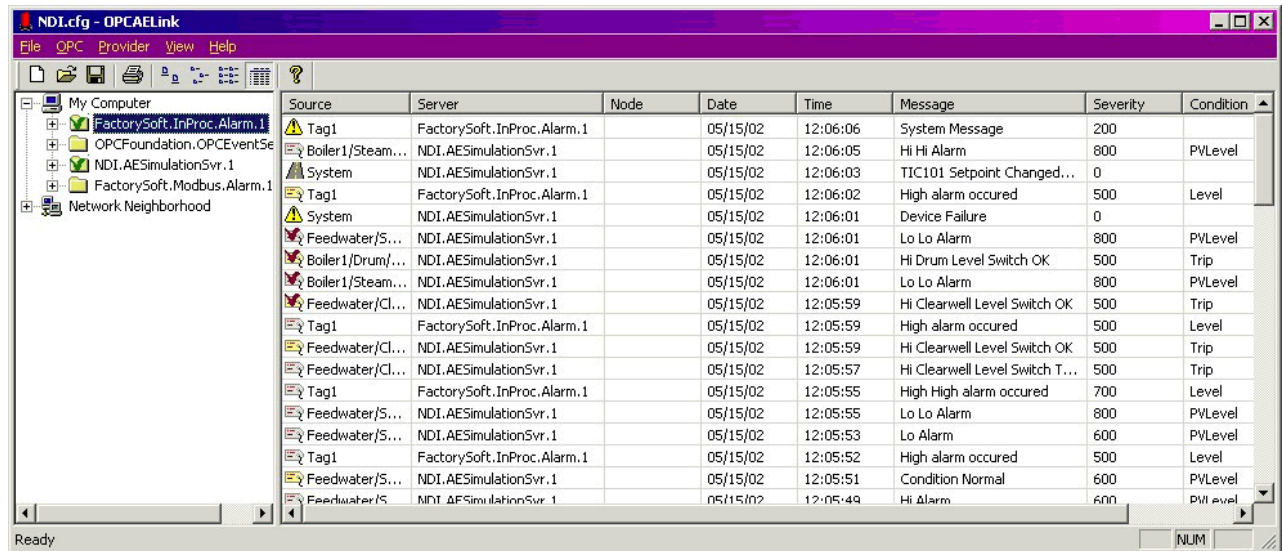 NDI.cfg - OPCAELink
File OPC Provider View Help
My Computer
FactorySoft.InProc.Alarm.1
OPCFoundation.OPCEventSe
NDI.AESimulationSvr.1
FactorySoft.Modbus.Alarm.1
Network Neighborhood
Source Server Node Date Time Message Severity Condition
Tag1 FactorySoft.InProc.Alarm.1 05/15/02 12:06:06 System Message 200
Boiler1/Steam... NDI.AESimulationSvr.1 05/15/02 12:06:05 Hi Hi Alarm 800 PVLevel
System NDI.AESimulationSvr.1 05/15/02 12:06:03 TIC101 Setpoint Changed... 0
Tag1 FactorySoft.InProc.Alarm.1 05/15/02 12:06:02 High alarm occured 500 Level
System NDI.AESimulationSvr.1 05/15/02 12:06:01 Device Failure 0
Feedwater/S... NDI.AESimulationSvr.1 05/15/02 12:06:01 Lo Lo Alarm 800 PVLevel
Boiler1/Drum/... NDI.AESimulationSvr.1 05/15/02 12:06:01 Hi Drum Level Switch OK 500 Trip
Boiler1/Steam... NDI.AESimulationSvr.1 05/15/02 12:06:01 Lo Lo Alarm 800 PVLevel
Feedwater/Cl... NDI.AESimulationSvr.1 05/15/02 12:05:59 Hi Clearwell Level Switch OK 500 Trip
Tag1 FactorySoft.InProc.Alarm.1 05/15/02 12:05:59 High alarm occured 500 Level
Feedwater/Cl... NDI.AESimulationSvr.1 05/15/02 12:05:59 Hi Clearwell Level Switch OK 500 Trip
Feedwater/Cl... NDI.AESimulationSvr.1 05/15/02 12:05:57 Hi Clearwell Level Switch T... 500 Trip
Tag1 FactorySoft.InProc.Alarm.1 05/15/02 12:05:55 High High alarm occured 700 Level
Feedwater/S... NDI.AESimulationSvr.1 05/15/02 12:05:55 Lo Lo Alarm 800 PVLevel
Feedwater/S... NDI.AESimulationSvr.1 05/15/02 12:05:53 Lo Alarm 600 PVLevel
Tag1 FactorySoft.InProc.Alarm.1 05/15/02 12:05:52 High alarm occured 500 Level
Feedwater/S... NDI.AESimulationSvr.1 05/15/02 12:05:51 Condition Normal 600 PVLevel
Feedwater/S... NDI.AESimulationSvr.1 05/15/02 12:05:49 Hi Alarm 600 PVLevel
Ready NUM